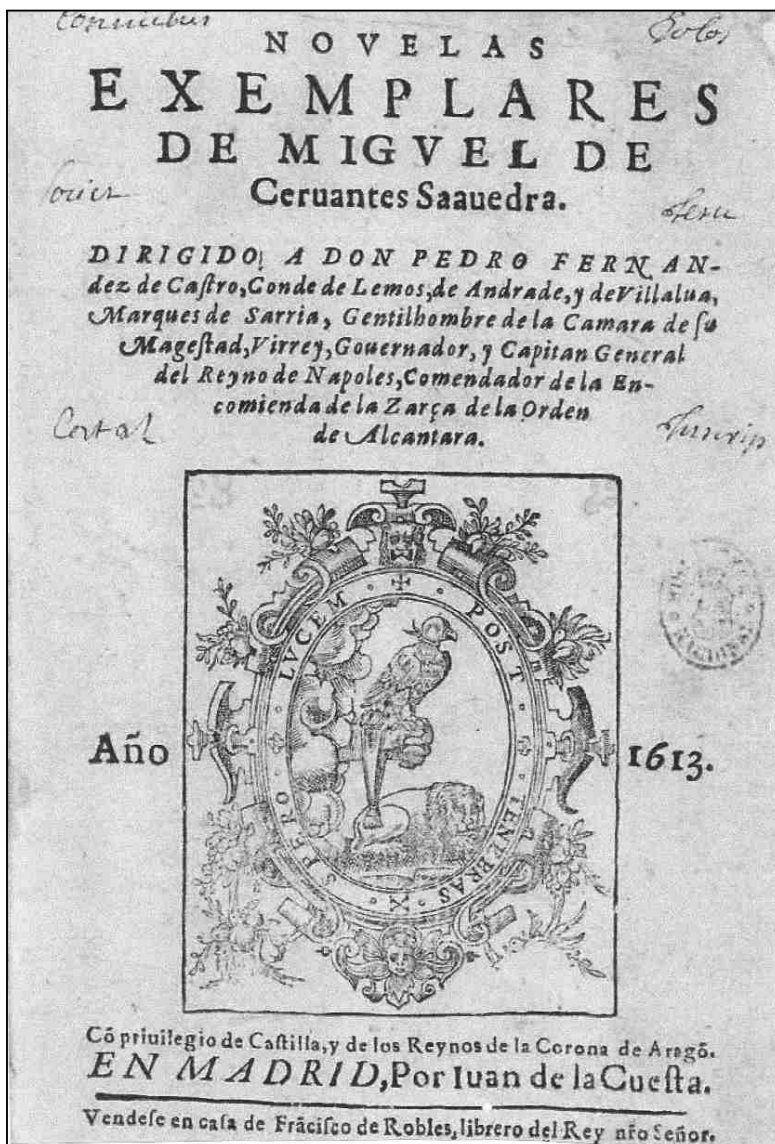 NOVELAS
EXEMPLARES
DE MIGVEL DE
Ceruantes Saauedra.
DIRIGIDO A DON PEDRO FERNAN-
dez de Caſtro, Conde de Lemos, de Andrade, y de Villalua,
Marques de Sarria, Gentilhombre de la Camara de ſu
Mageſtad, Virrey, Gouernador, y Capitan General
del Reyno de Napoles, Comendador de la En-
comienda de la Zarça de la Orden
de Alcantara.
POST TENEBRAS SPERO LVCEM
Año 1613.
Cõ priuilegio de Caſtilla, y de los Reynos de la Corona de Aragõ.
EN MADRID, Por Iuan de la Cueſta.
Vendeſe en caſa de Frãciſco de Robles, librero del Rey nr̃o Señor.